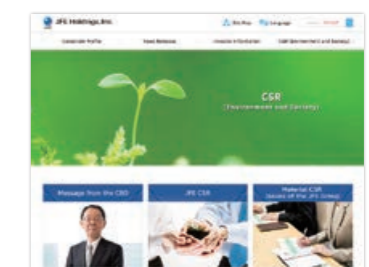 JFE Holdings, Inc.
Site Map Language
Corporate Profile News Release Investor Information CSR (Environment and Society)
CSR
(Environment and Society)
Message from the CEO JFE CSR Material CSR
Issues of the JFE Group